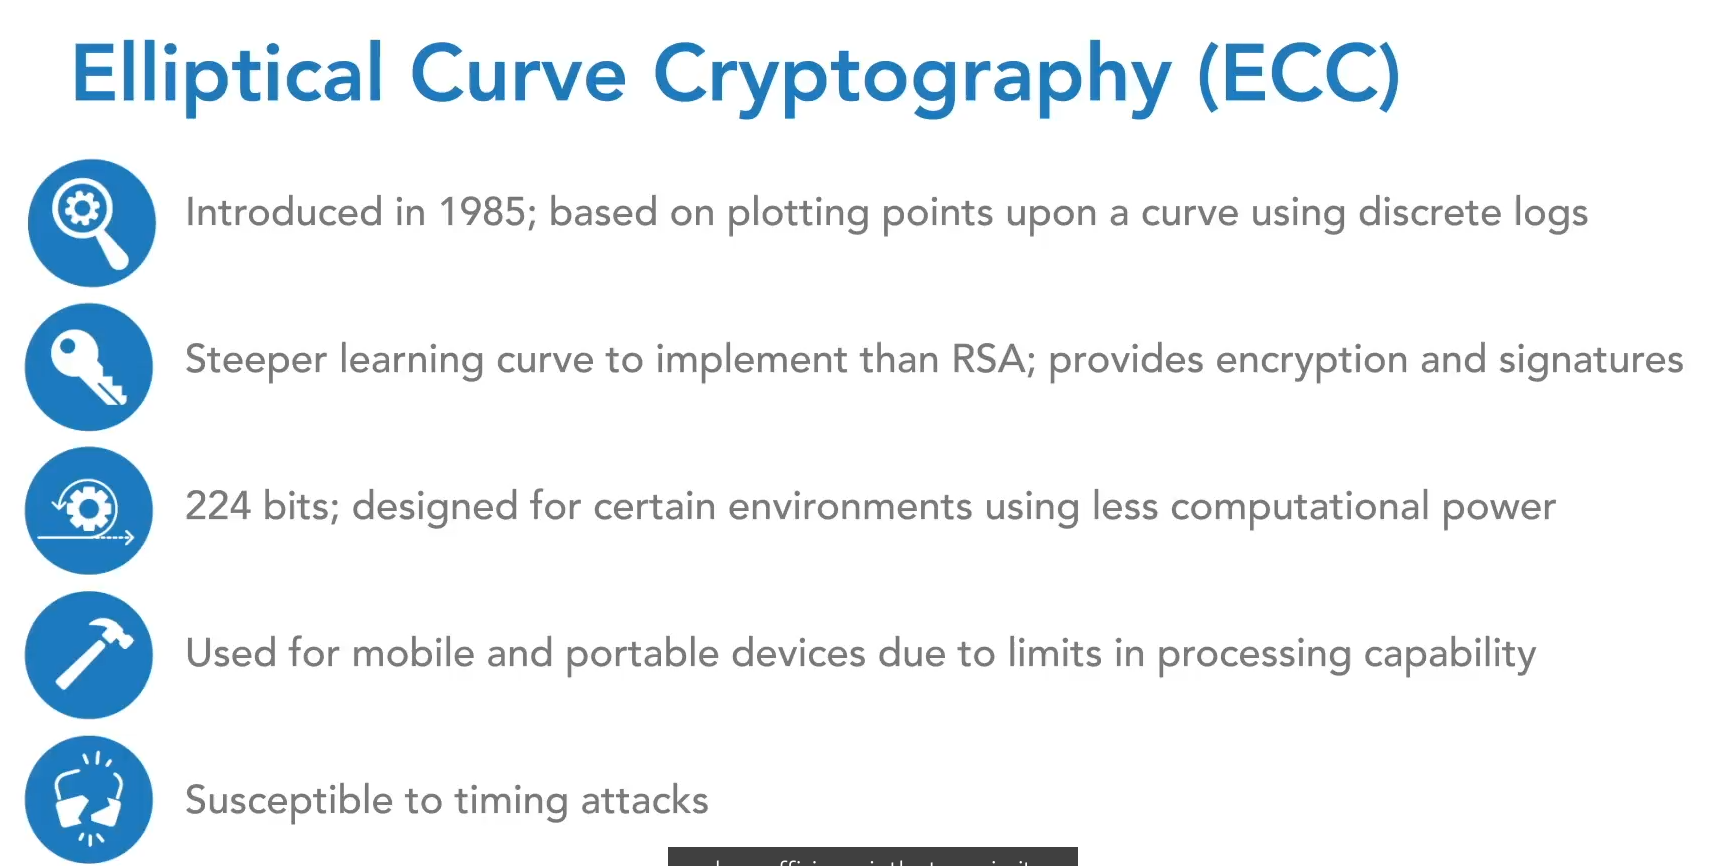 Elliptical Curve Cryptography (ECC)
Introduced in 1985; based on plotting points upon a curve using discrete logs
Steeper learning curve to implement than RSA; provides encryption and signatures
224 bits; designed for certain environments using less computational power
Used for mobile and portable devices due to limits in processing capability
Susceptible to timing attacks